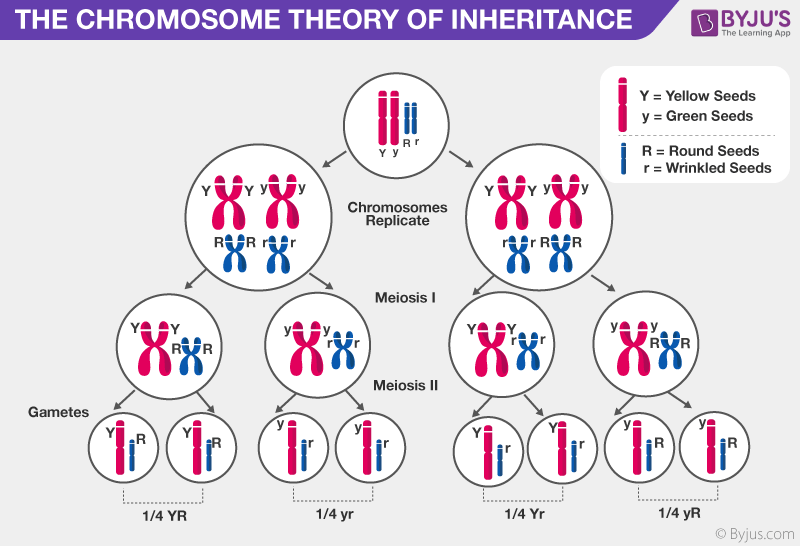 THE CHROMOSOME THEORY OF INHERITANCE
BYJU'S
The Learning App
Y = Yellow Seeds
y = Green Seeds
R = Round Seeds
r = Wrinkled Seeds
Y y R r
Chromosomes
Replicate
Y Y y y
Y Y y y
R R r r
r r R R
Meiosis I
Y Y R R
y y r r
Y Y r r
y y R R
Meiosis II
Gametes
Y R
Y R
y r
y r
Y r
Y r
y R
y R
1/4 YR
1/4 yr
1/4 Yr
1/4 yR
© Byjus.com